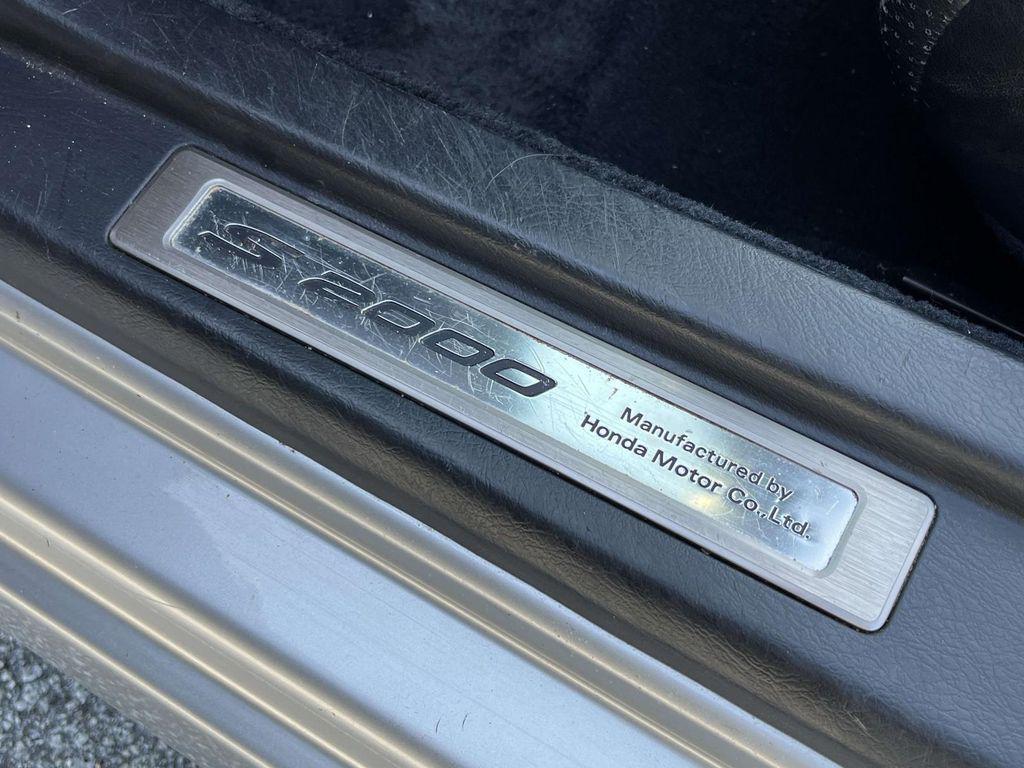 S2000
Manufactured by
Honda Motor Co.,Ltd.